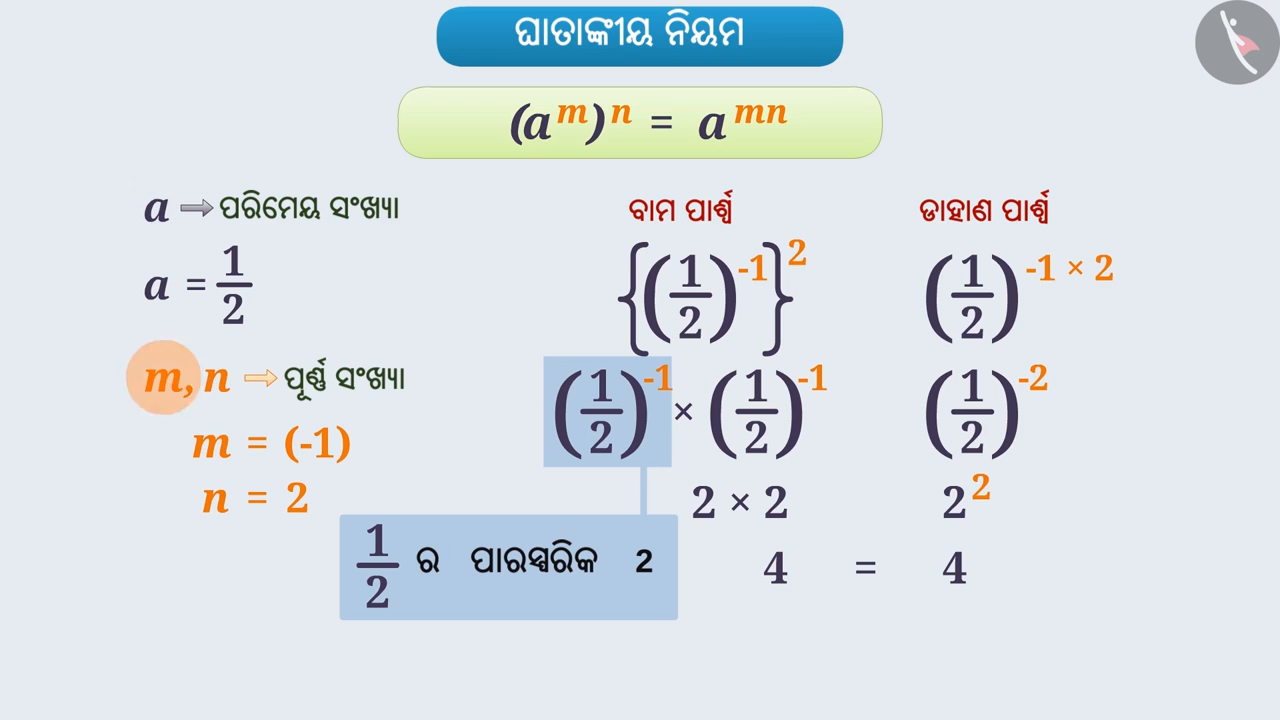 ଘାତାଙ୍କୀୟ ନିୟମ
(a^m)^n = a^mn
a ⇒ ପରିମେୟ ସଂଖ୍ୟା
a = 1/2
m, n ⇒ ପୂର୍ଣ୍ଣ ସଂଖ୍ୟା
m = (-1)
n = 2
ବାମ ପାର୍ଶ୍ୱ
{(1/2)^-1}^2
(1/2)^-1 × (1/2)^-1
2 × 2
4 = 4
1/2 ର ପାରସ୍ପରିକ 2
ଡାହାଣ ପାର୍ଶ୍ୱ
(1/2)^-1 × 2
(1/2)^-2
2^2